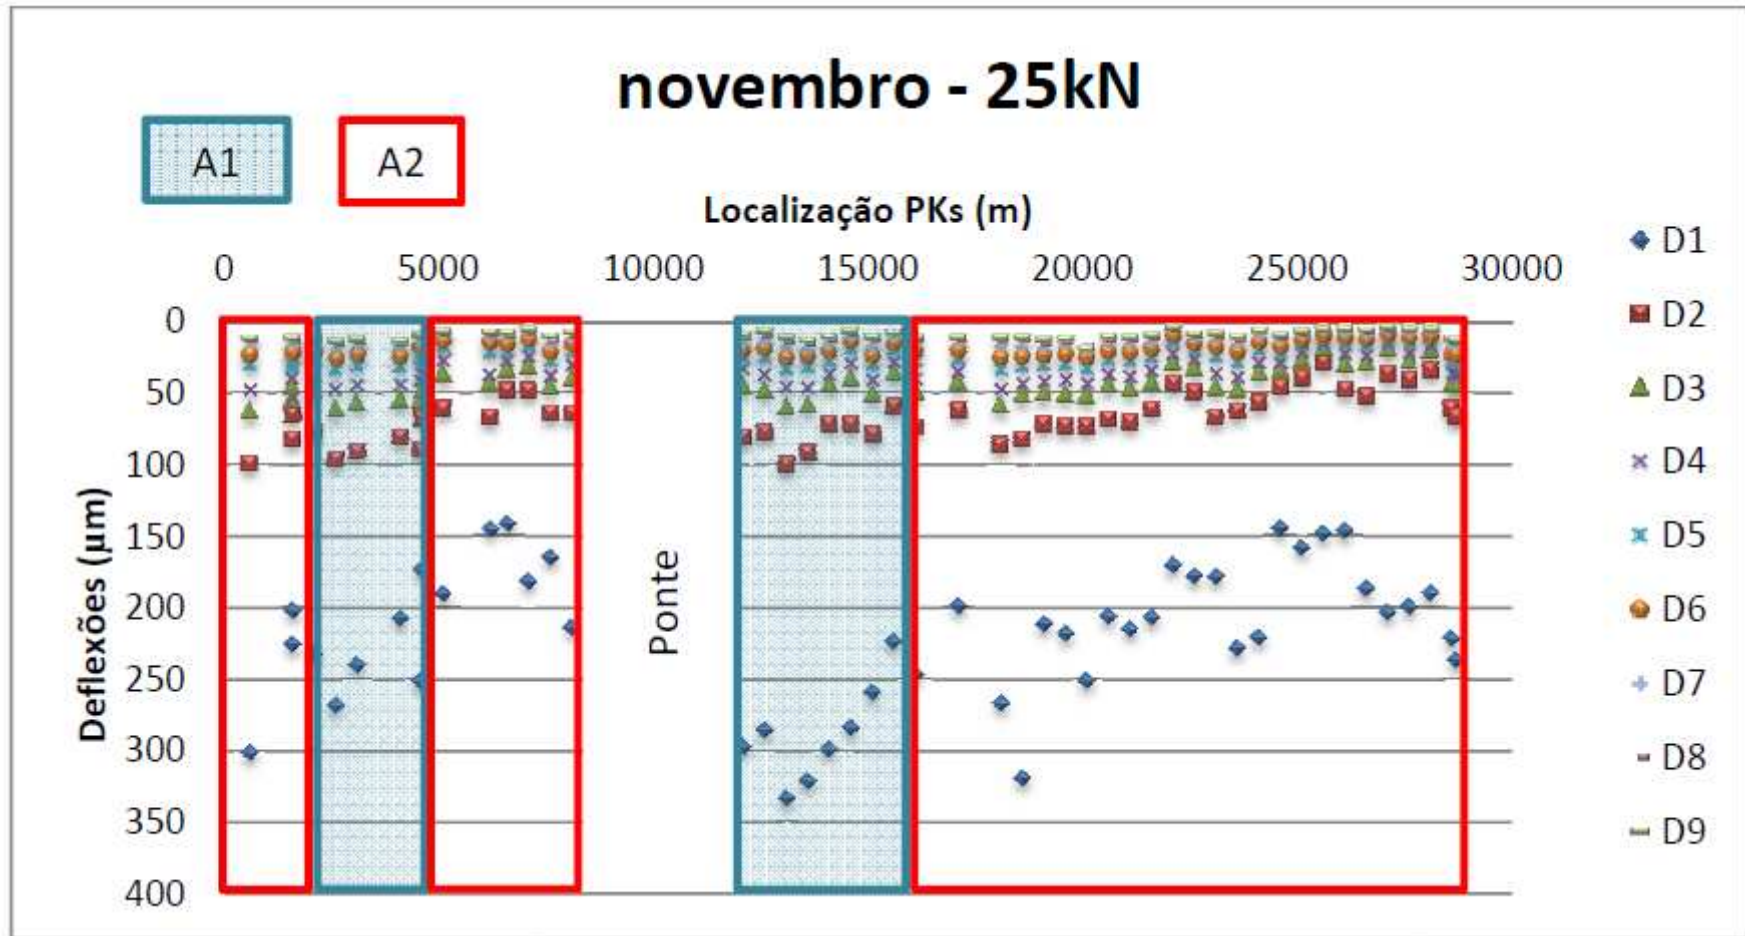 novembro - 25kN
A1
A2
Localização PKs (m)
0 5000 10000 15000 20000 25000 30000
0
50
100
150
200
250
300
350
400
Deflexões (µm)
Ponte
D1
D2
D3
D4
D5
D6
D7
D8
D9